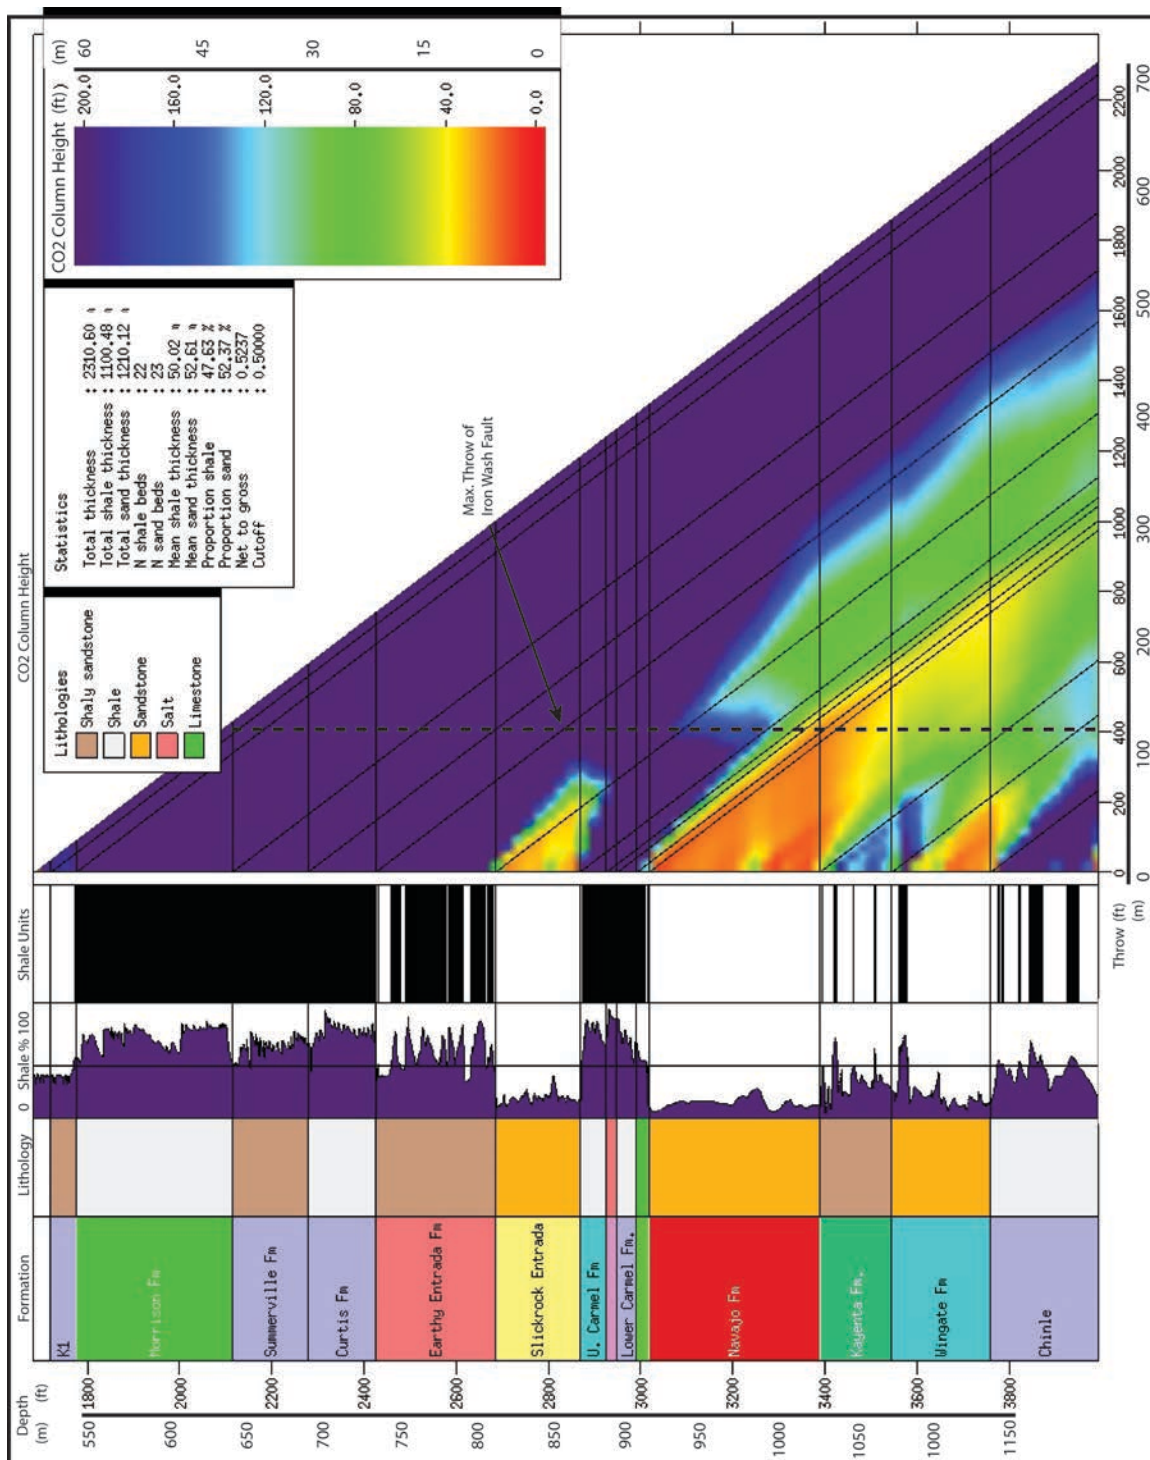 CO2 Column Height
Lithologies
Shaly sandstone
Shale
Sandstone
Salt
Limestone
Statistics
Total thickness : 2310.60 ft
Total shale thickness : 1100.48 ft
Total sand thickness : 1210.12 ft
N shale beds : 22
N sand beds : 23
Mean shale thickness : 50.02 ft
Mean sand thickness : 52.61 ft
Proportion shale : 47.63 %
Proportion sand : 52.37 %
Net to gross : 0.5237
Cutoff : 0.50000
CO2 Column Height (ft)) (m)
200.0 160.0 120.0 80.0 40.0 0.0
60 45 30 15 0
Max. Throw of
Iron Wash Fault
Depth (ft) (m)
Formation
Lithology
0 Shale % 100
Shale Units
1800 2000 2200 2400 2600 2800 3000 3200 3400 3600 3800
550 600 650 700 750 800 850 900 950 1000 1050 1000 1150
K1
Morrison Fm
Summerville Fm
Curtis Fm
Earthy Entrada Fm
Slickrock Entrada
U. Carmel Fm
Lower Carmel Fm.
Navajo Fm
Kayenta Fm.
Wingate Fm
Chinle
Throw (ft)
(m)
0 200 400 600 800 1000 1200 1400 1600 1800 2000 2200
0 100 200 300 400 500 600 700